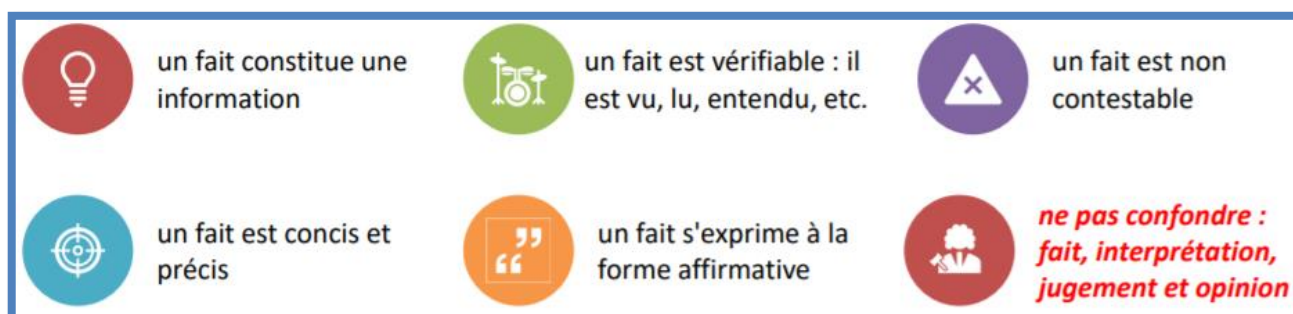 un fait constitue une
information
un fait est vérifiable : il
est vu, lu, entendu, etc.
un fait est non
contestable
un fait est concis et
précis
un fait s'exprime à la
forme affirmative
ne pas confondre :
fait, interprétation,
jugement et opinion